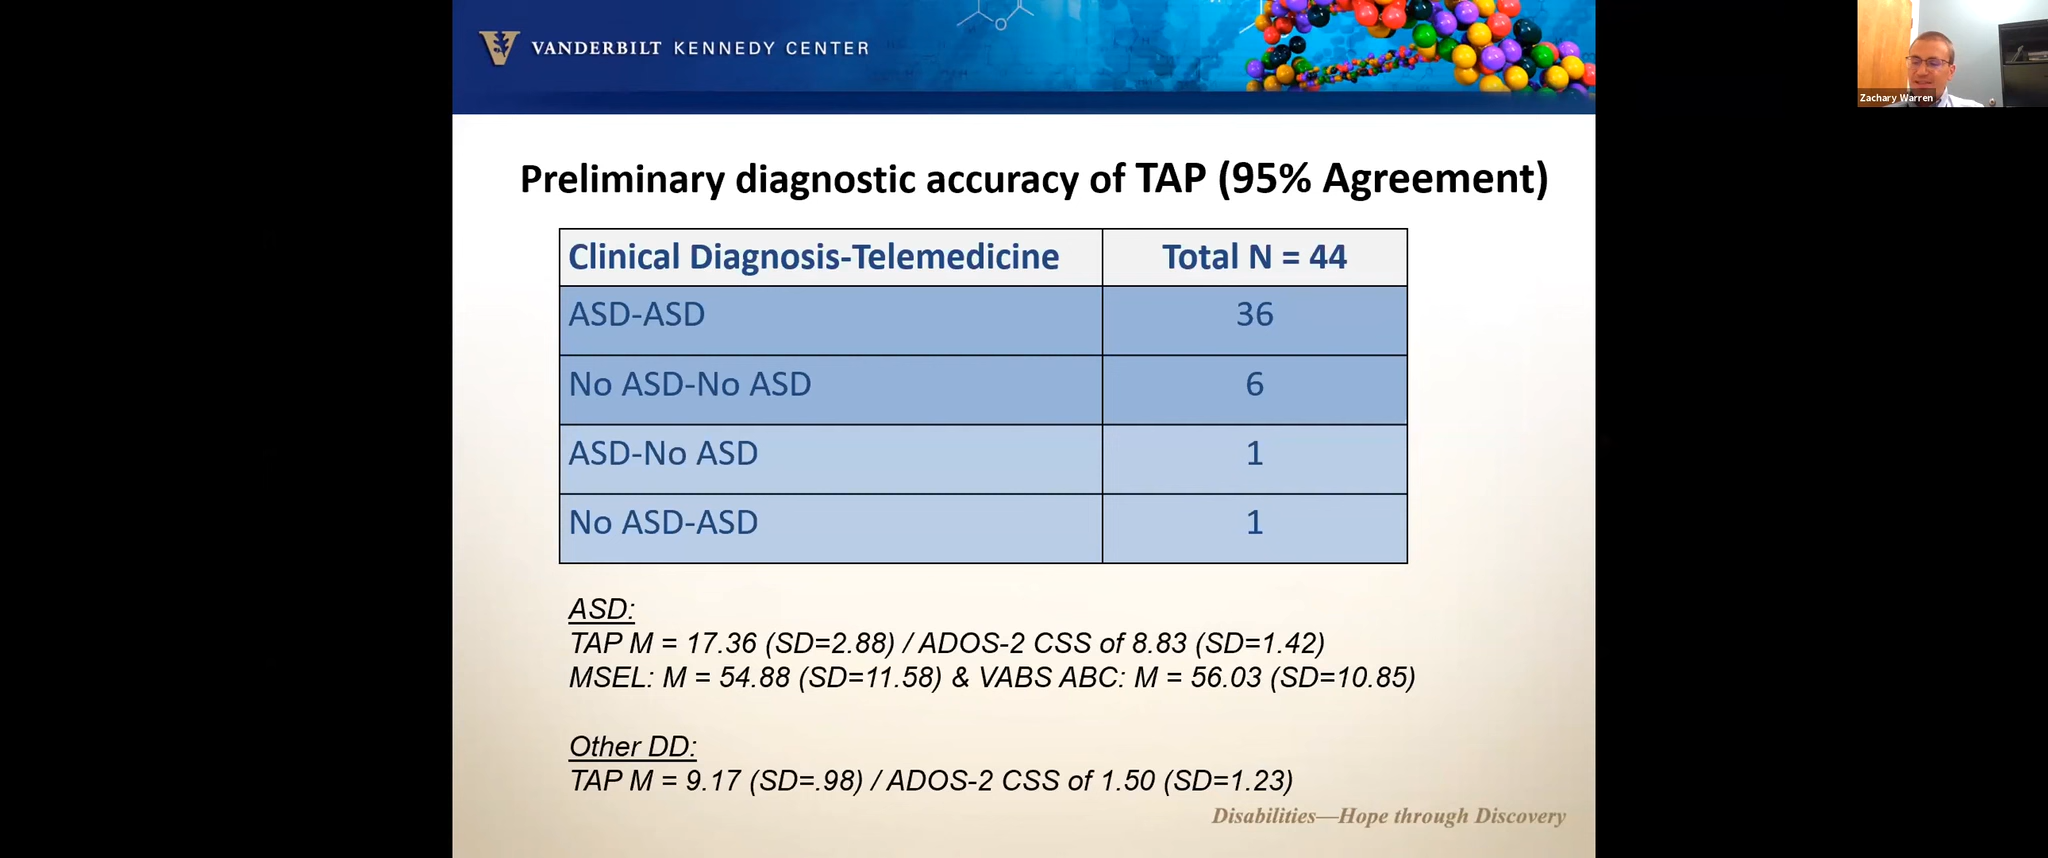 VANDERBILT KENNEDY CENTER
Zachary Warren
Preliminary diagnostic accuracy of TAP (95% Agreement)
Clinical Diagnosis-Telemedicine Total N = 44
ASD-ASD 36
No ASD-No ASD 6
ASD-No ASD 1
No ASD-ASD 1
ASD:
TAP M = 17.36 (SD=2.88) / ADOS-2 CSS of 8.83 (SD=1.42)
MSEL: M = 54.88 (SD=11.58) & VABS ABC: M = 56.03 (SD=10.85)
Other DD:
TAP M = 9.17 (SD=.98) / ADOS-2 CSS of 1.50 (SD=1.23)
Disabilities—Hope through Discovery